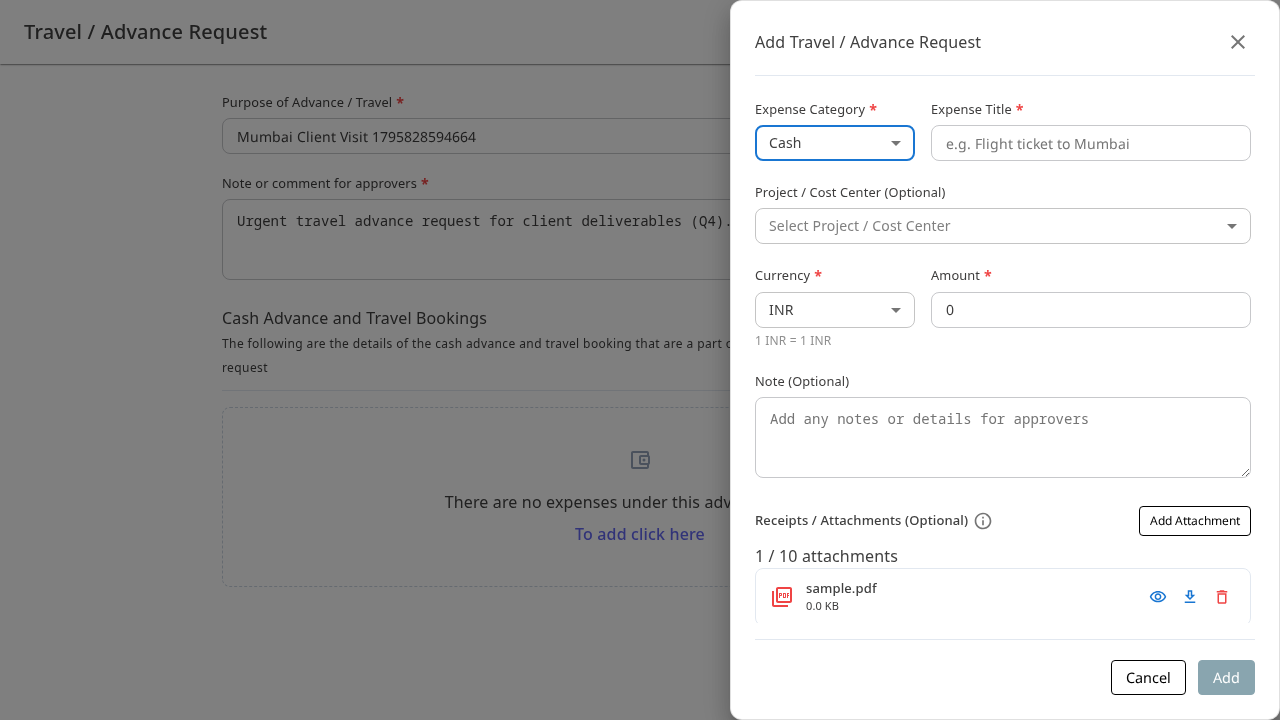 Travel / Advance Request
Purpose of Advance / Travel *
Mumbai Client Visit 1795828594664
Note or comment for approvers *
Urgent travel advance request for client deliverables (Q4).
Cash Advance and Travel Bookings
The following are the details of the cash advance and travel booking that are a part
request
There are no expenses under this
To add click here
Add Travel / Advance Request
Expense Category *
Expense Title *
Cash
e.g. Flight ticket to Mumbai
Project / Cost Center (Optional)
Select Project / Cost Center
Currency *
Amount *
INR
0
1 INR = 1 INR
Note (Optional)
Add any notes or details for approvers
Receipts / Attachments (Optional)
Add Attachment
1 / 10 attachments
PDF
sample.pdf
0.0 KB
Cancel
Add